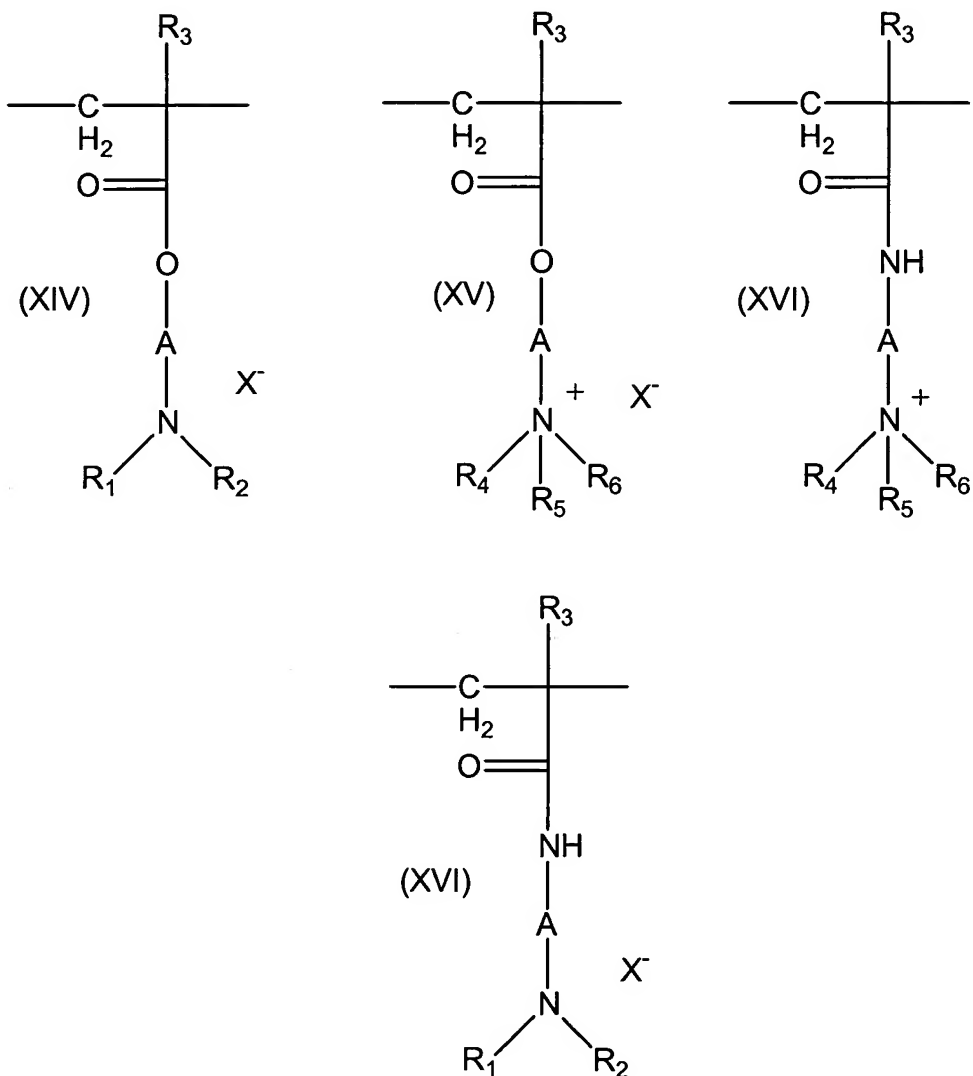 R₃ R₃ R₃
C C C
H₂ H₂ H₂
O O O
O O NH
(XIV) (XV) (XVI)
A A A
X⁻ + X⁻ +
N N N
R₁ R₂ R₄ R₅ R₆ R₄ R₅ R₆
R₃
C
H₂
O
NH
(XVI)
A
X⁻
N
R₁ R₂